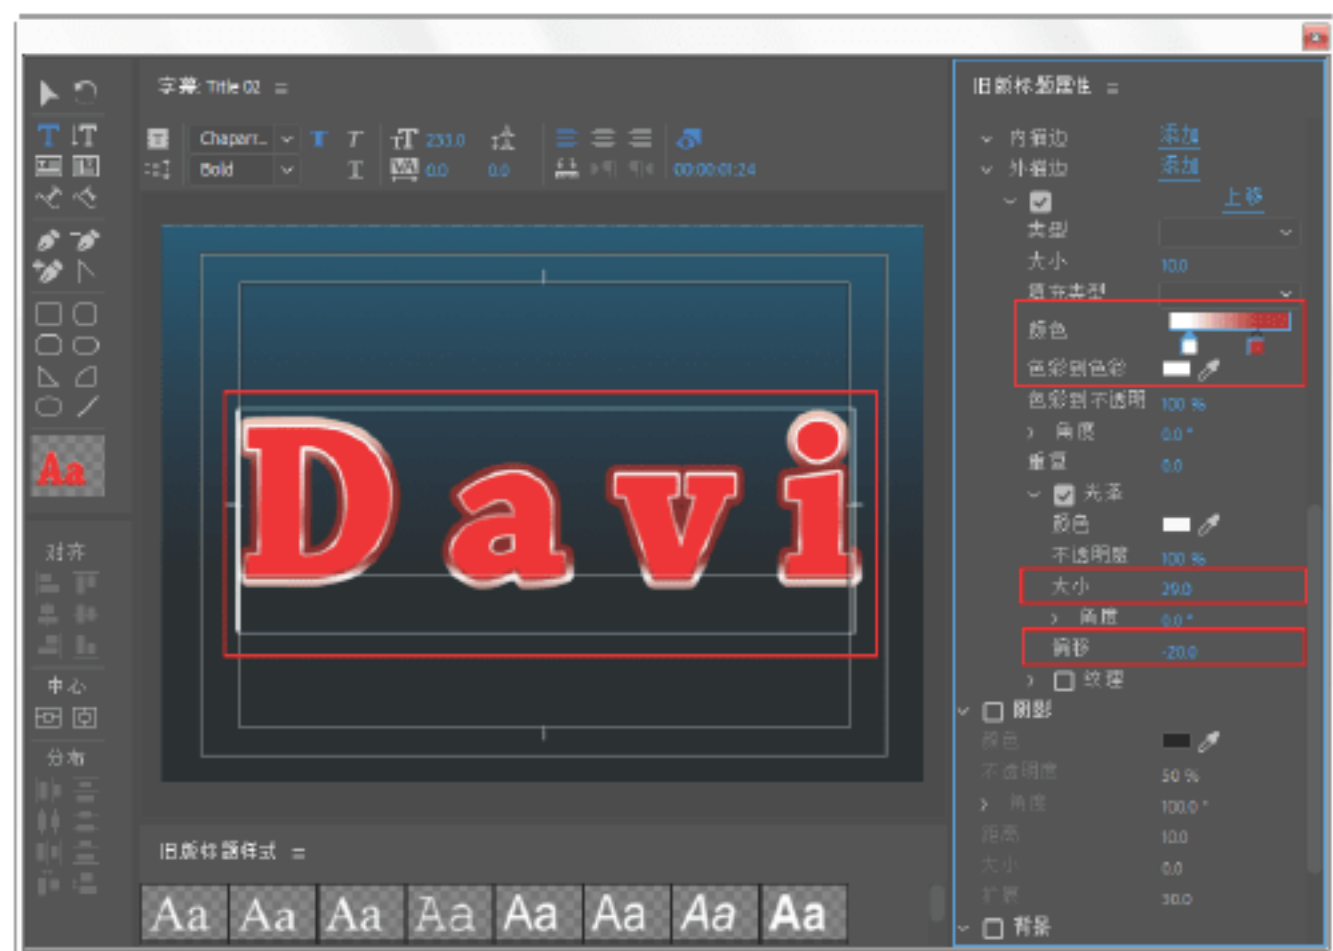 字幕: Title 02
Chaparr...
233.0
Bold
0.0
0.0
00:00:01:24
Aa
对齐
中心
分布
D a v i
旧版标题样式
Aa Aa Aa Aa Aa Aa Aa Aa
旧版标题属性
内描边 添加
外描边 添加
上移
类型
大小 10.0
填充类型
颜色
色彩到色彩
色彩到不透明 100 %
角度 0.0 °
重复 0.0
光泽
颜色
不透明度 100 %
大小 29.0
角度 0.0 °
偏移 -20.0
纹理
阴影
颜色
不透明度 50 %
角度 100.0 °
距离 10.0
大小 0.0
扩展 30.0
背景